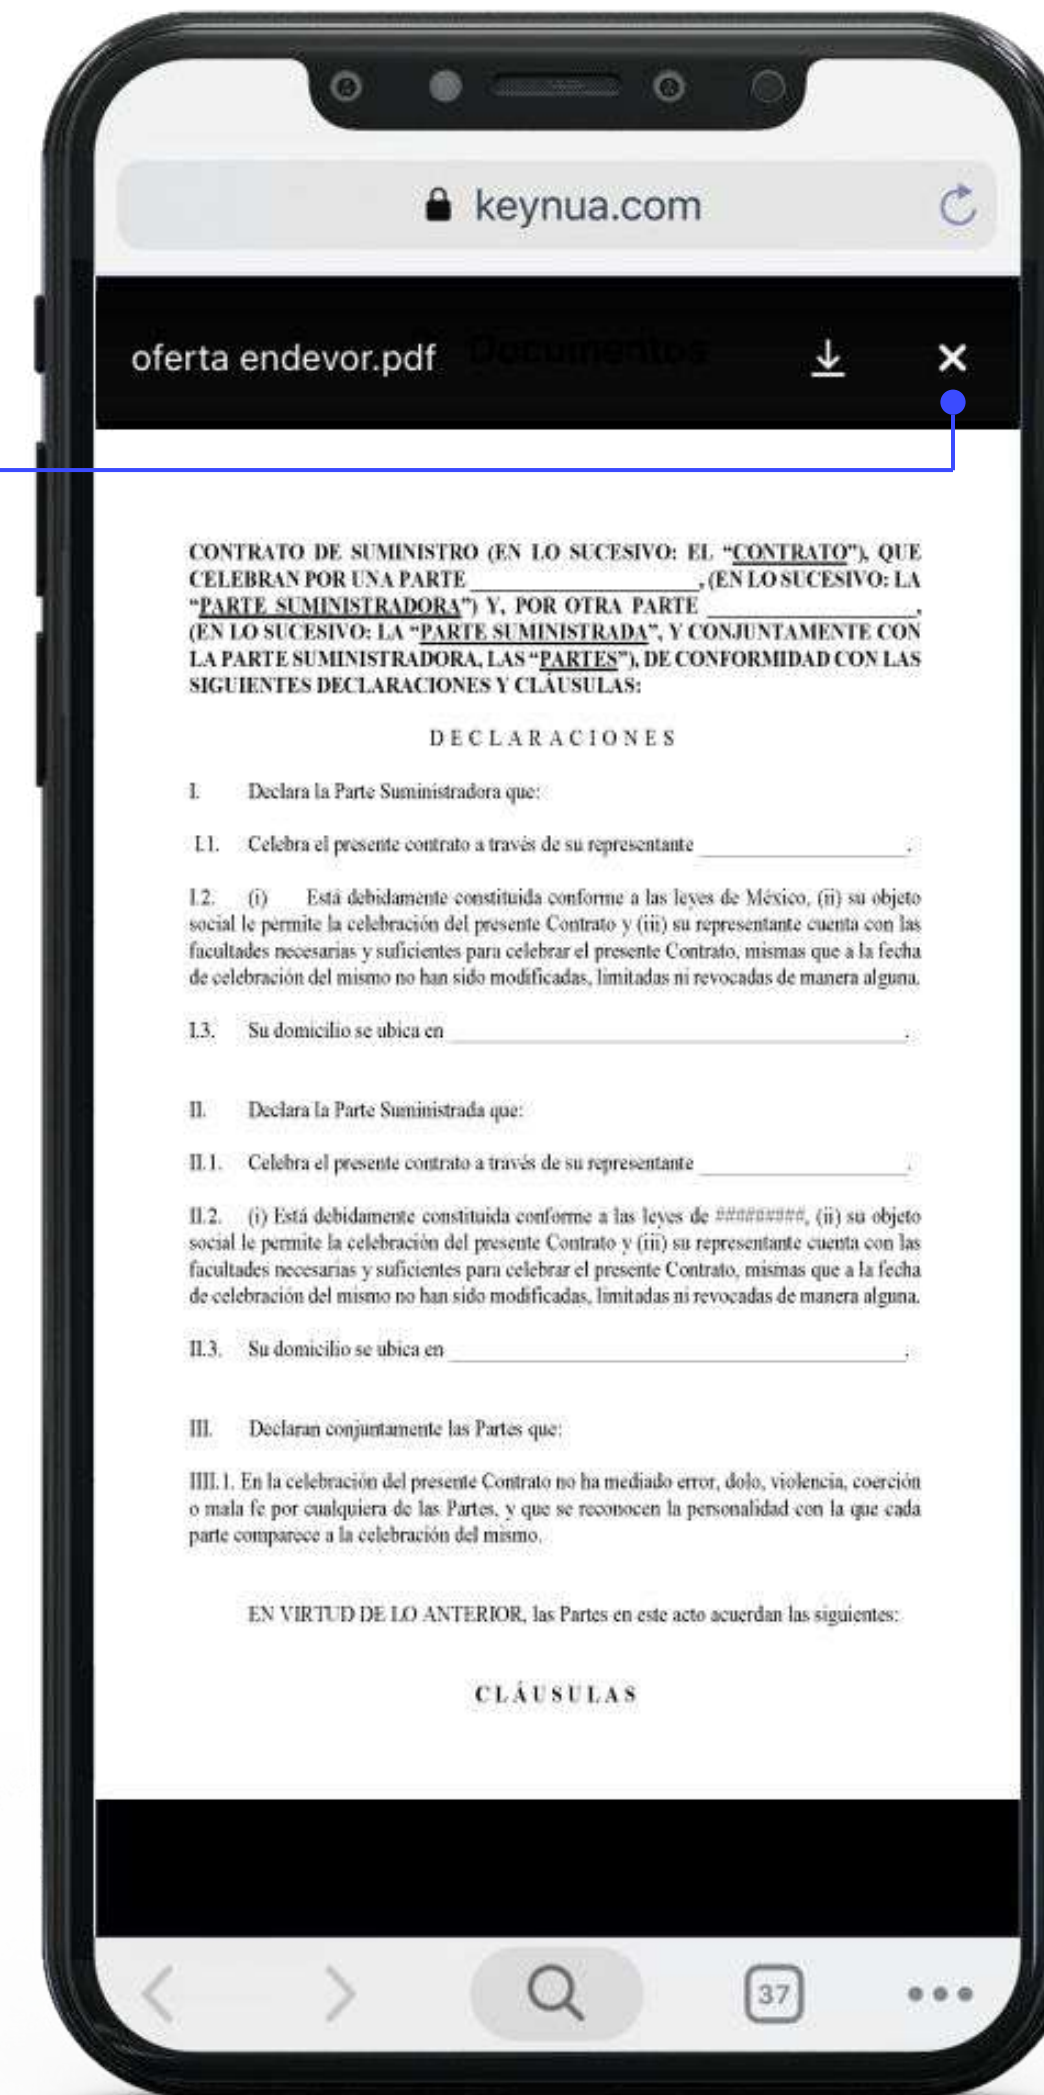 keynua.com
oferta endevor.pdf
Documentos
CONTRATO DE SUMINISTRO (EN LO SUCESIVO: EL “CONTRATO”), QUE
CELEBRAN POR UNA PARTE ____________________, (EN LO SUCESIVO: LA
“PARTE SUMINISTRADORA”) Y, POR OTRA PARTE ____________________,
(EN LO SUCESIVO: LA “PARTE SUMINISTRADA”, Y CONJUNTAMENTE CON
LA PARTE SUMINISTRADORA, LAS “PARTES”), DE CONFORMIDAD CON LAS
SIGUIENTES DECLARACIONES Y CLÁUSULAS:
DECLARACIONES
I. Declara la Parte Suministradora que:
I.1. Celebra el presente contrato a través de su representante ____________________.
I.2. (i) Está debidamente constituida conforme a las leyes de México, (ii) su objeto
social le permite la celebración del presente Contrato y (iii) su representante cuenta con las
facultades necesarias y suficientes para celebrar el presente Contrato, mismas que a la fecha
de celebración del mismo no han sido modificadas, limitadas ni revocadas de manera alguna.
I.3. Su domicilio se ubica en ____________________.
II. Declara la Parte Suministrada que:
II.1. Celebra el presente contrato a través de su representante ____________________.
II.2. (i) Está debidamente constituida conforme a las leyes de #########, (ii) su objeto
social le permite la celebración del presente Contrato y (iii) su representante cuenta con las
facultades necesarias y suficientes para celebrar el presente Contrato, mismas que a la fecha
de celebración del mismo no han sido modificadas, limitadas ni revocadas de manera alguna.
II.3. Su domicilio se ubica en ____________________.
III. Declaran conjuntamente las Partes que:
IIII.1. En la celebración del presente Contrato no ha mediado error, dolo, violencia, coerción
o mala fe por cualquiera de las Partes, y que se reconocen la personalidad con la que cada
parte comparece a la celebración del mismo.
EN VIRTUD DE LO ANTERIOR, las Partes en este acto acuerdan las siguientes:
CLÁUSULAS
37